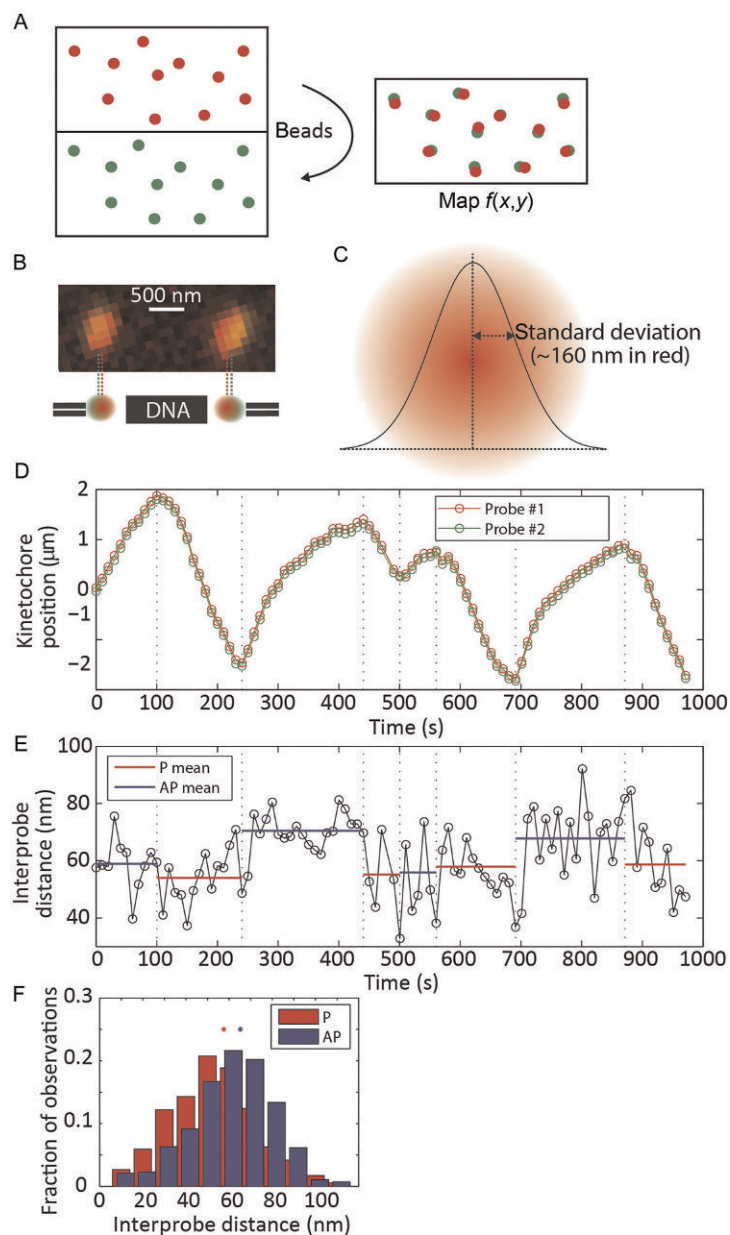 A
Beads
Map f(x,y)
B
500 nm
DNA
C
Standard deviation
(~160 nm in red)
D
Kinetochore
position (µm)
2
1
0
−1
−2
Probe #1
Probe #2
0 100 200 300 400 500 600 700 800 900 1000
Time (s)
E
Interprobe
distance (nm)
100
80
60
40
P mean
AP mean
0 100 200 300 400 500 600 700 800 900 1000
Time (s)
F
Fraction of observations
0.3
0.2
0.1
0
P
AP
0 20 40 60 80 100
Interprobe distance (nm)